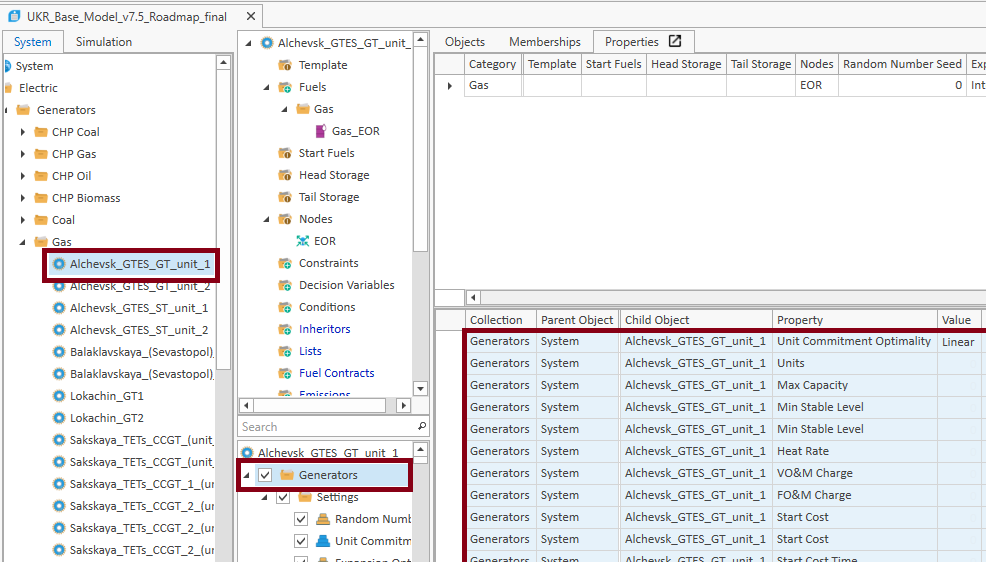 UKR_Base_Model_v7.5_Roadmap_final
System Simulation
System
Electric
Generators
CHP Coal
CHP Gas
CHP Oil
CHP Biomass
Coal
Gas
Alchevsk_GTES_GT_unit_1
Alchevsk_GTES_GT_unit_2
Alchevsk_GTES_ST_unit_1
Alchevsk_GTES_ST_unit_2
Balaklavskaya_(Sevastopol)
Balaklavskaya_(Sevastopol)
Lokachin_GT1
Lokachin_GT2
Sakskaya_TETs_CCGT_(unit_
Sakskaya_TETs_CCGT_(unit_
Sakskaya_TETs_CCGT_1_(ur
Sakskaya_TETs_CCGT_2_(ur
Sakskaya_TETs_CCGT_2_(ur
Sakskaya_TETs_CCGT_2_(ur
Alchevsk_GTES_GT_unit_
Template
Fuels
Gas
Gas_EOR
Start Fuels
Head Storage
Tail Storage
Nodes
EOR
Constraints
Decision Variables
Conditions
Inheritors
Lists
Fuel Contracts
Emissions
Search
Alchevsk_GTES_GT_unit_1
Generators
Settings
Random Numb
Unit Commitm
Expansion Opt
Objects Memberships Properties
Category Template Start Fuels Head Storage Tail Storage Nodes Random Number Seed Exp
Gas EOR 0 Int
Collection Parent Object Child Object Property Value
Generators System Alchevsk_GTES_GT_unit_1 Unit Commitment Optimality Linear
Generators System Alchevsk_GTES_GT_unit_1 Units
Generators System Alchevsk_GTES_GT_unit_1 Max Capacity
Generators System Alchevsk_GTES_GT_unit_1 Min Stable Level
Generators System Alchevsk_GTES_GT_unit_1 Min Stable Level
Generators System Alchevsk_GTES_GT_unit_1 Heat Rate
Generators System Alchevsk_GTES_GT_unit_1 VO&M Charge
Generators System Alchevsk_GTES_GT_unit_1 FO&M Charge
Generators System Alchevsk_GTES_GT_unit_1 Start Cost
Generators System Alchevsk_GTES_GT_unit_1 Start Cost
Generators System Alchevsk_GTES_GT_unit_1 Start Cost Time